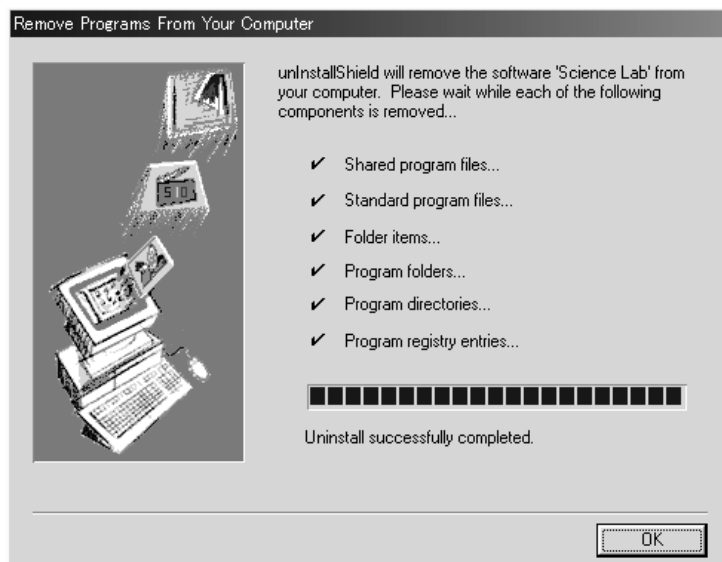 Remove Programs From Your Computer
unInstallShield will remove the software 'Science Lab' from
your computer. Please wait while each of the following
components is removed...
✔ Shared program files...
✔ Standard program files...
✔ Folder items...
✔ Program folders...
✔ Program directories...
✔ Program registry entries...
Uninstall successfully completed.
OK